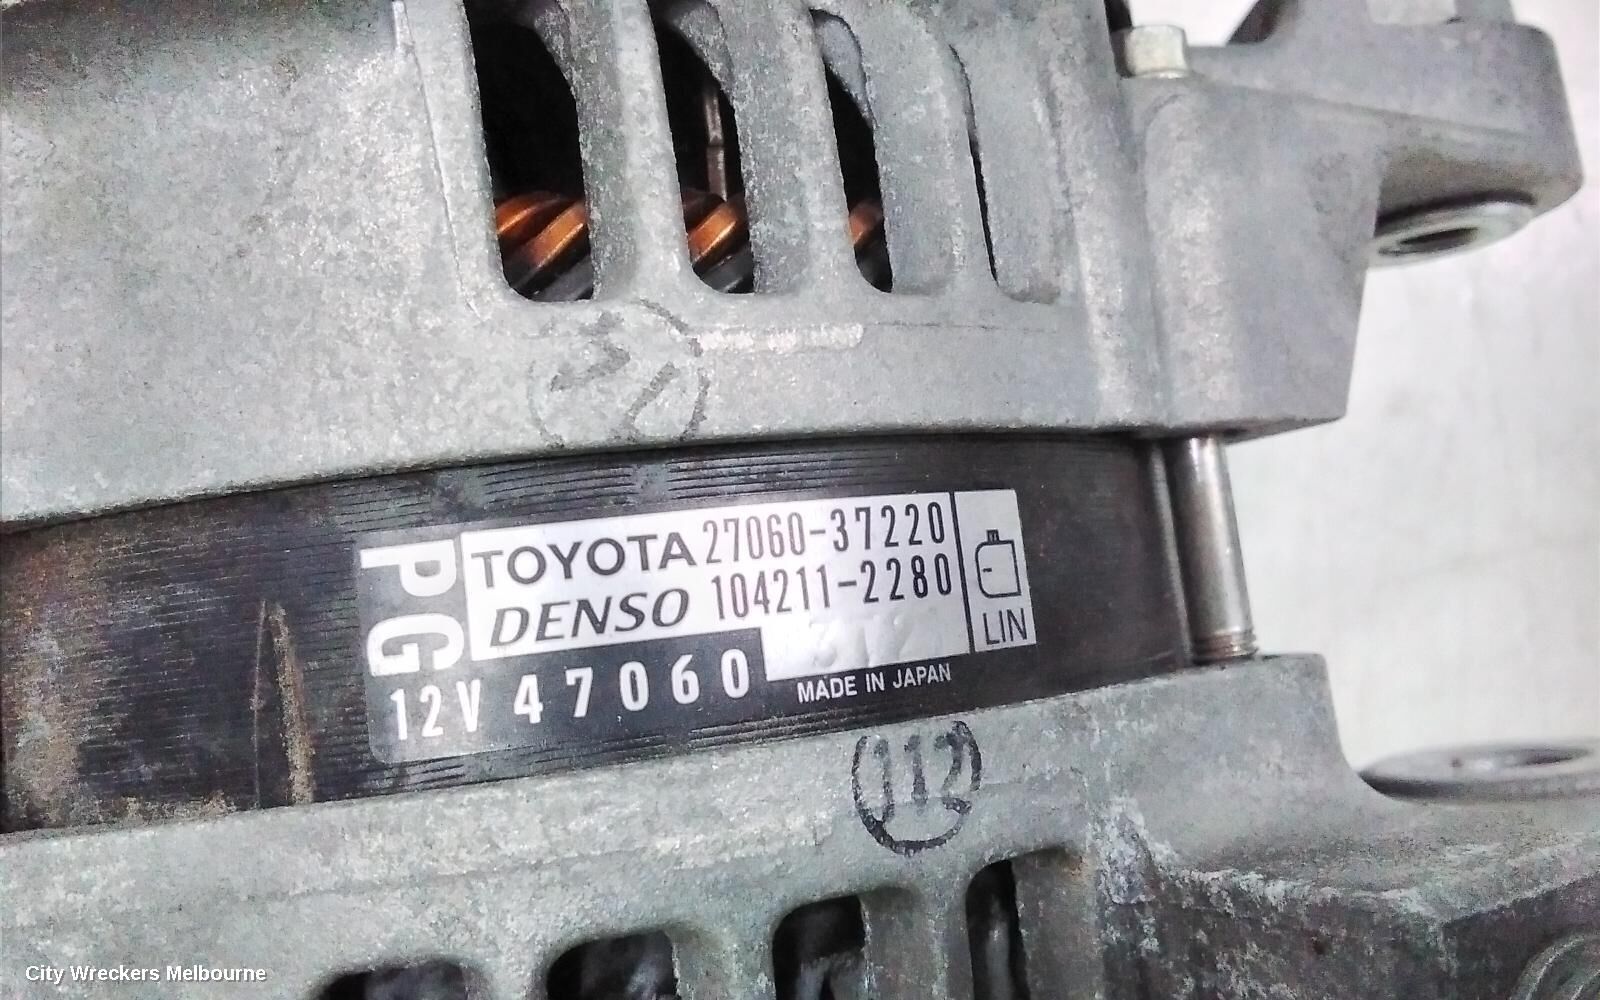 PG
TOYOTA 27060-37220
DENSO 104211-2280
12V 47060
LIN
MADE IN JAPAN
112
City Wreckers Melbourne